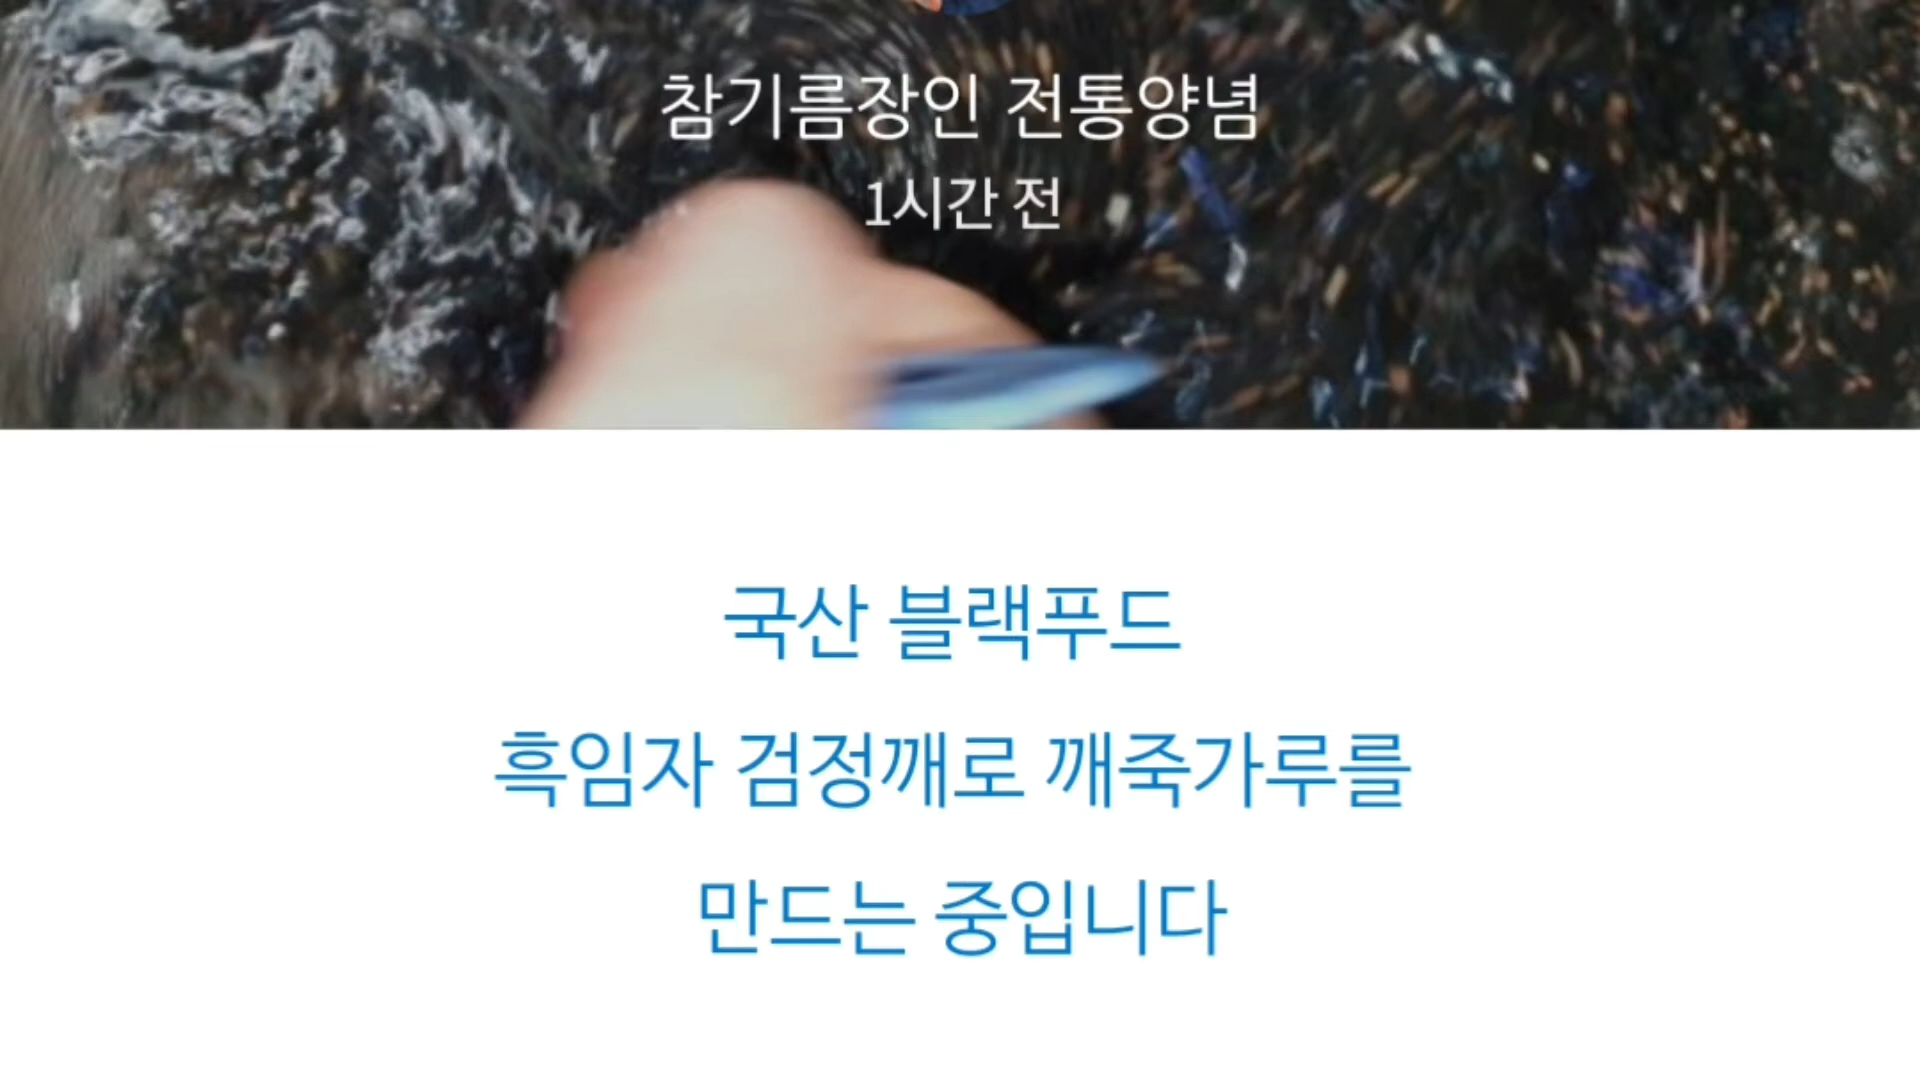 참기름장인 전통양념
1시간 전
국산 블랙푸드
흑임자 검정깨로 깨죽가루를
만드는 중입니다